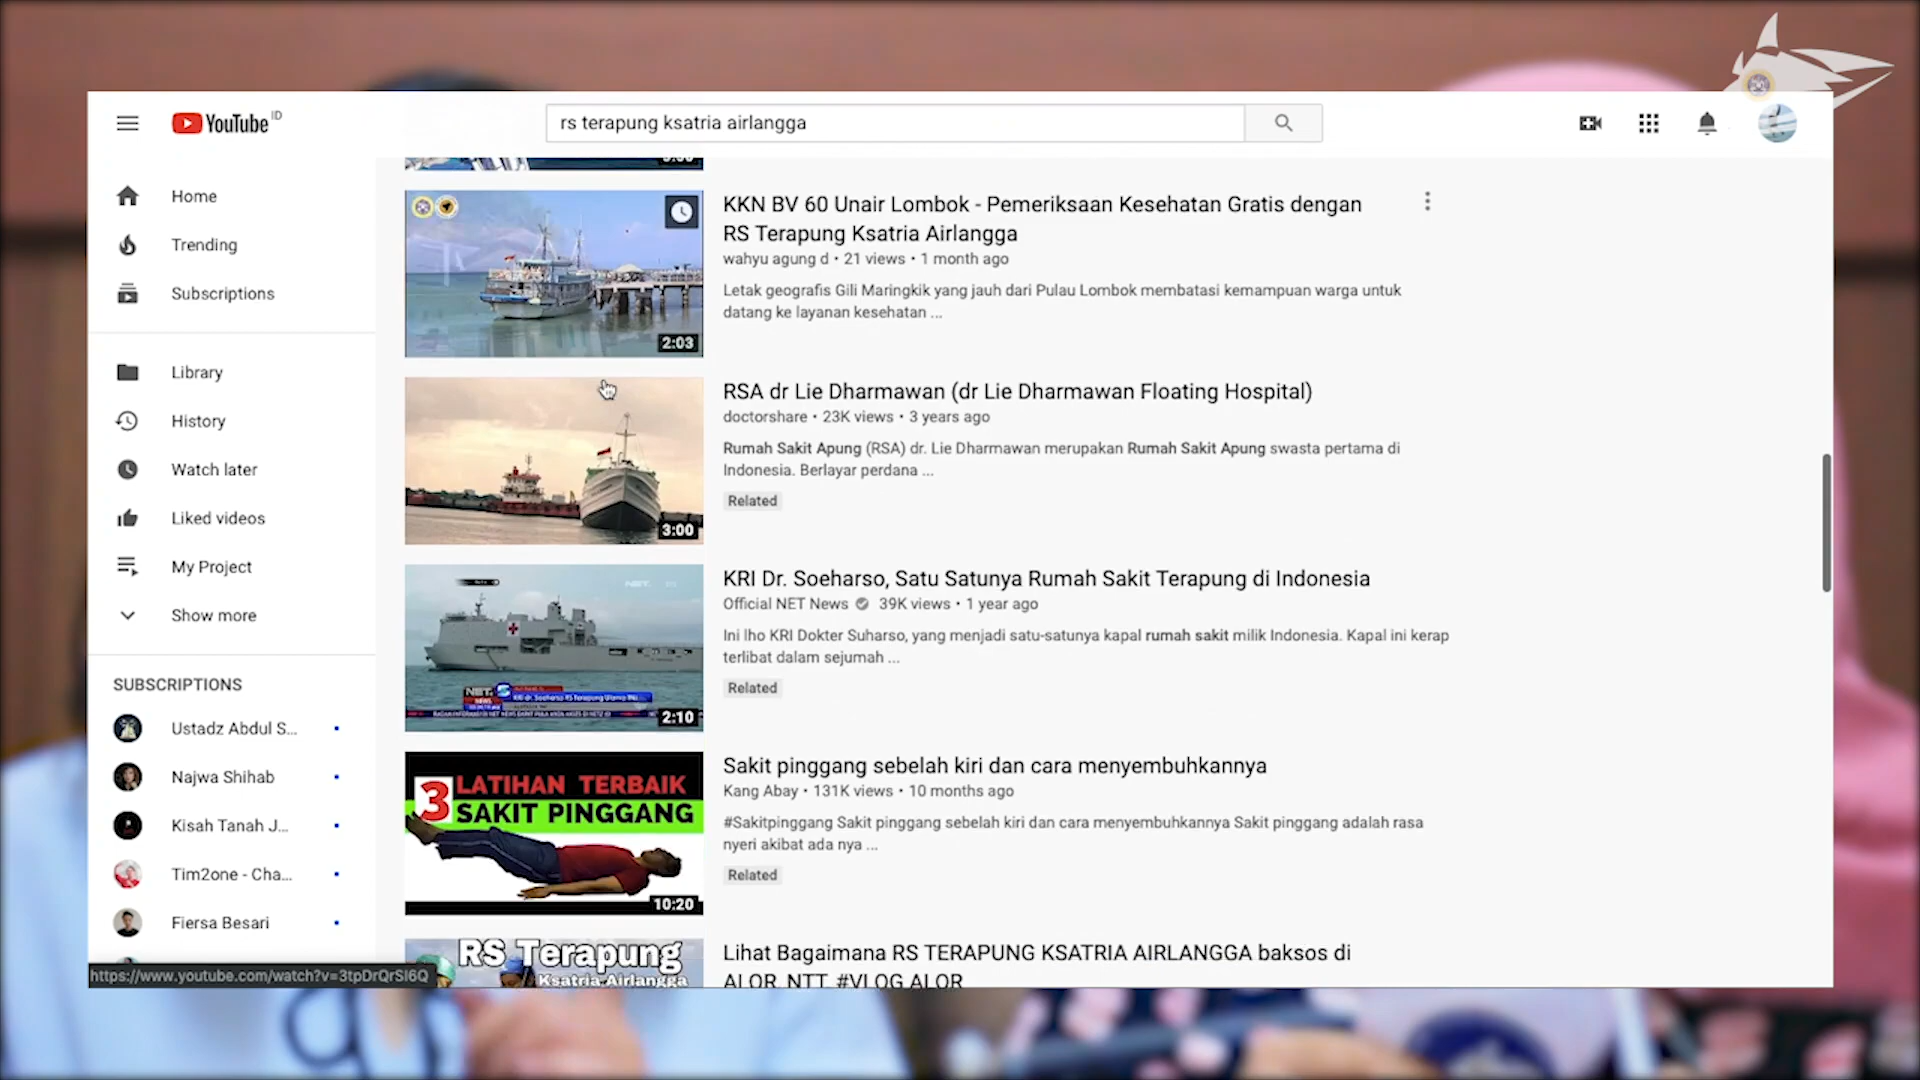 YouTube ID
rs terapung ksatria airlangga
Home
Trending
Subscriptions
Library
History
Watch later
Liked videos
My Project
Show more
SUBSCRIPTIONS
Ustadz Abdul S...
Najwa Shihab
Kisah Tanah J...
Tim2one - Cha...
Fiersa Besari
https://www.youtube.com/watch?v=3tpDrQrSI6Q
2:03
KKN BV 60 Unair Lombok - Pemeriksaan Kesehatan Gratis dengan
RS Terapung Ksatria Airlangga
wahyu agung d • 21 views • 1 month ago
Letak geografis Gili Maringkik yang jauh dari Pulau Lombok membatasi kemampuan warga untuk
datang ke layanan kesehatan ...
3:00
RSA dr Lie Dharmawan (dr Lie Dharmawan Floating Hospital)
doctorshare • 23K views • 3 years ago
Rumah Sakit Apung (RSA) dr. Lie Dharmawan merupakan Rumah Sakit Apung swasta pertama di
Indonesia. Berlayar perdana ...
Related
NET.
NEWS
2:10
KRI Dr. Soeharso, Satu Satunya Rumah Sakit Terapung di Indonesia
Official NET News 39K views • 1 year ago
Ini lho KRI Dokter Suharso, yang menjadi satu-satunya kapal rumah sakit milik Indonesia. Kapal ini kerap
terlibat dalam sejumah ...
Related
3 LATIHAN TERBAIK
SAKIT PINGGANG
10:20
Sakit pinggang sebelah kiri dan cara menyembuhkannya
Kang Abay • 131K views • 10 months ago
#Sakitpinggang Sakit pinggang sebelah kiri dan cara menyembuhkannya Sakit pinggang adalah rasa
nyeri akibat ada nya ...
Related
RS Terapung
Ksatria Airlangga
Lihat Bagaimana RS TERAPUNG KSATRIA AIRLANGGA baksos di
ALOR, NTT, #VLOG ALOR